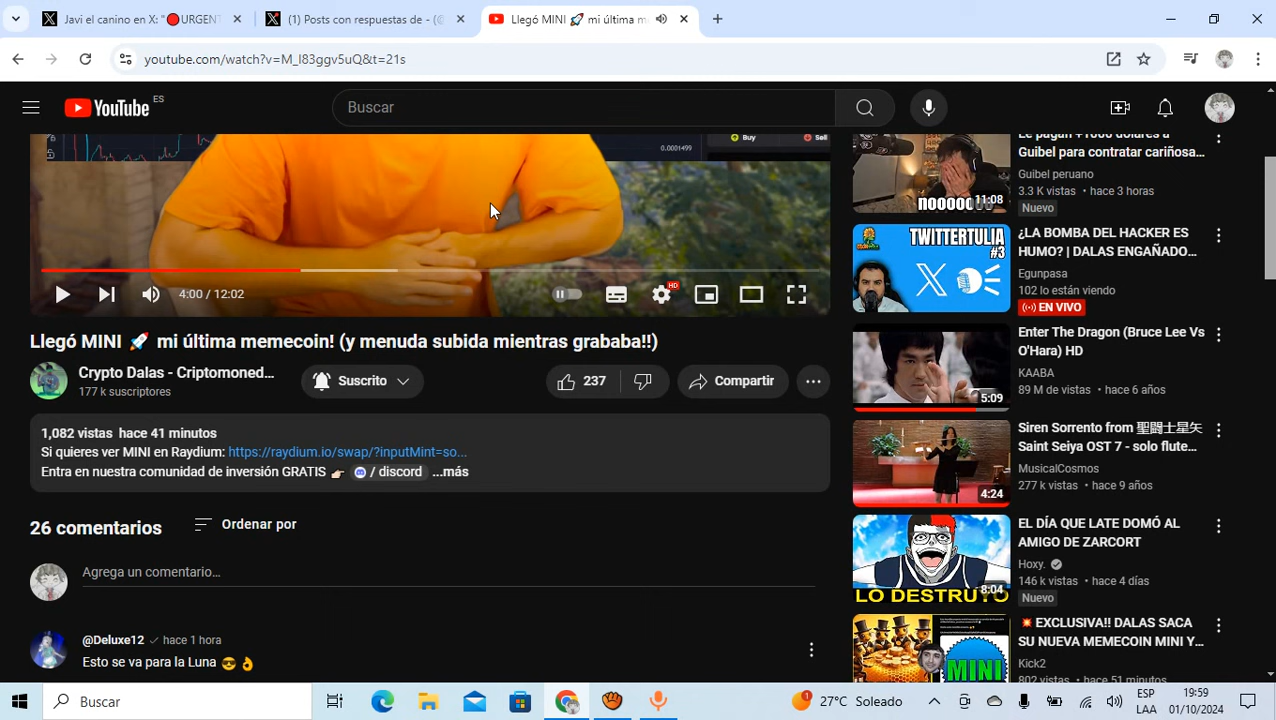 Javi el canino en X: "🔴URGENT
(1) Posts con respuestas de - (@
Llegó MINI 🚀 mi última m
youtube.com/watch?v=M_l83ggv5uQ&t=21s
YouTube ES
Buscar
Buy
Sell
0.0001499
4:00 / 12:02
HD
Llegó MINI 🚀 mi última memecoin! (y menuda subida mientras grababa!!)
Crypto Dalas - Criptomoned...
177 k suscriptores
Suscrito
237
Compartir
1,082 vistas hace 41 minutos
Si quieres ver MINI en Raydium: https://raydium.io/swap/?inputMint=so...
Entra en nuestra comunidad de inversión GRATIS 👉🏻 / discord ...más
26 comentarios
Ordenar por
Agrega un comentario...
@Deluxe12 hace 1 hora
Esto se va para la Luna 😎👌
Le pagan +1000 dólares a
Guibel para contratar cariñosa...
Guibel peruano
3.3 K vistas • hace 3 horas
Nuevo
11:08
¿LA BOMBA DEL HACKER ES
HUMO? | DALAS ENGAÑADO...
Egunpasa
102 lo están viendo
EN VIVO
TWITTERTULIA
#3
Enter The Dragon (Bruce Lee Vs
O'Hara) HD
KAABA
89 M de vistas • hace 6 años
5:09
Siren Sorrento from 聖闘士星矢
Saint Seiya OST 7 - solo flute...
MusicalCosmos
277 k vistas • hace 9 años
4:24
EL DÍA QUE LATE DOMÓ AL
AMIGO DE ZARCORT
Hoxy.
146 k vistas • hace 4 días
Nuevo
8:04
LO DESTRUYO
💥 EXCLUSIVA!! DALAS SACA
SU NUEVA MEMECOIN MINI Y...
Kick2
802 vistas • hace 51 minutos
MINI
Buscar
1
27°C Soleado
ESP
LAA
19:59
01/10/2024